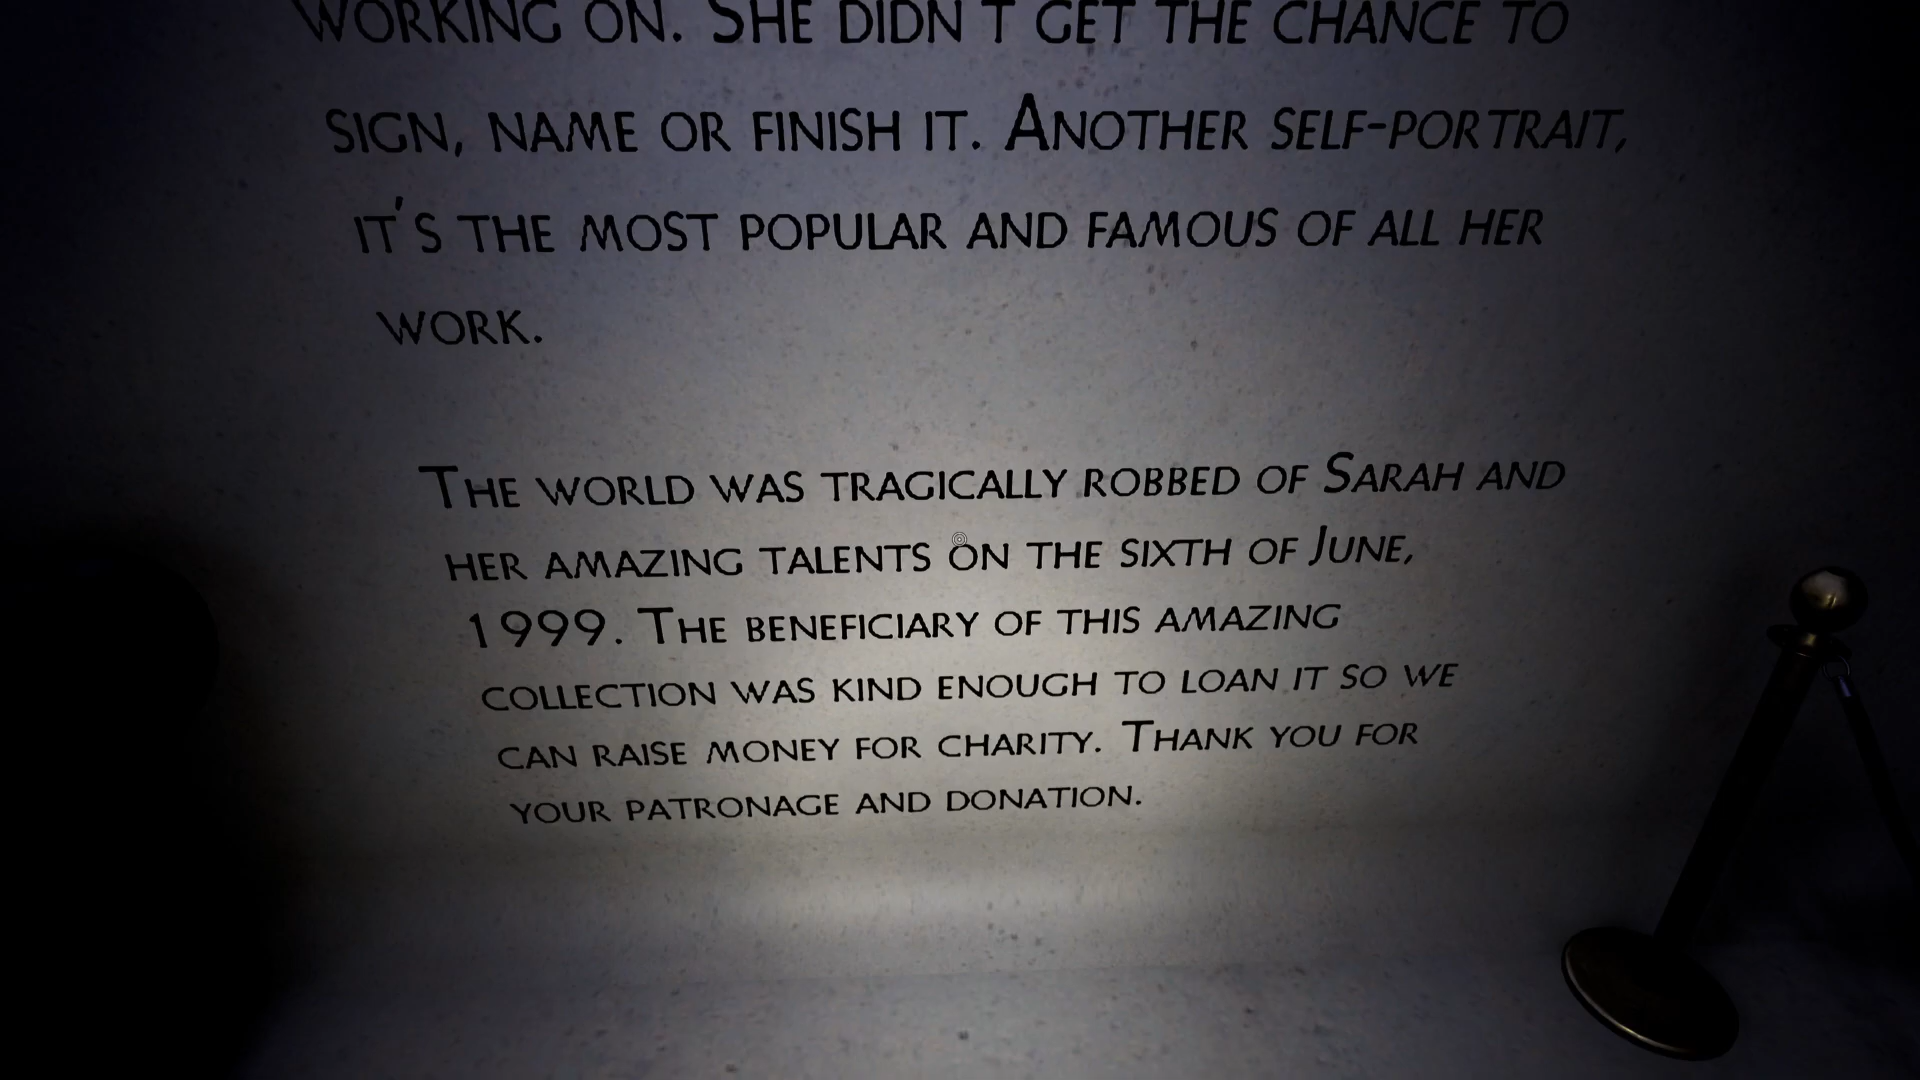 WORKING ON. SHE DIDN'T GET THE CHANCE TO
SIGN, NAME OR FINISH IT. ANOTHER SELF-PORTRAIT,
IT'S THE MOST POPULAR AND FAMOUS OF ALL HER
WORK.
THE WORLD WAS TRAGICALLY ROBBED OF SARAH AND
HER AMAZING TALENTS ON THE SIXTH OF JUNE,
1999. THE BENEFICIARY OF THIS AMAZING
COLLECTION WAS KIND ENOUGH TO LOAN IT SO WE
CAN RAISE MONEY FOR CHARITY. THANK YOU FOR
YOUR PATRONAGE AND DONATION.